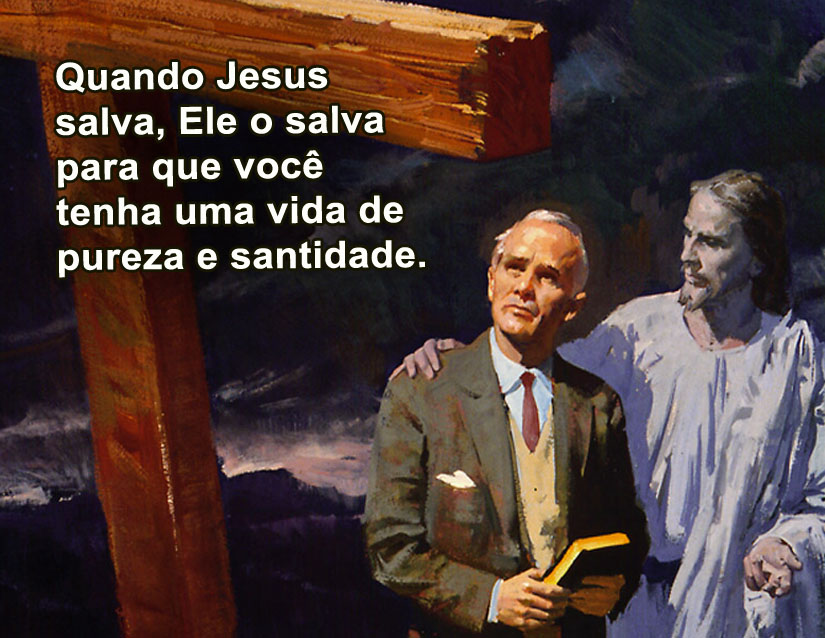 Quando Jesus
salva, Ele o salva
para que você
tenha uma vida de
pureza e santidade.